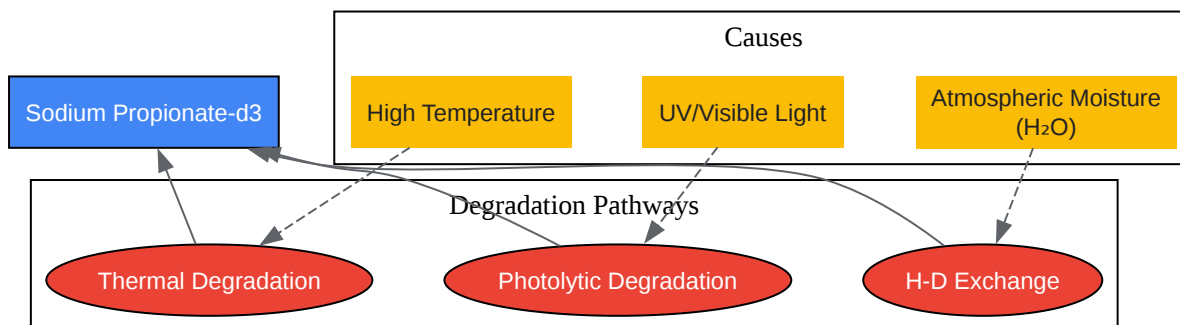 Causes
Sodium Propionate-d3
High Temperature
UV/Visible Light
Atmospheric Moisture
(H₂O)
Degradation Pathways
Thermal Degradation
Photolytic Degradation
H-D Exchange